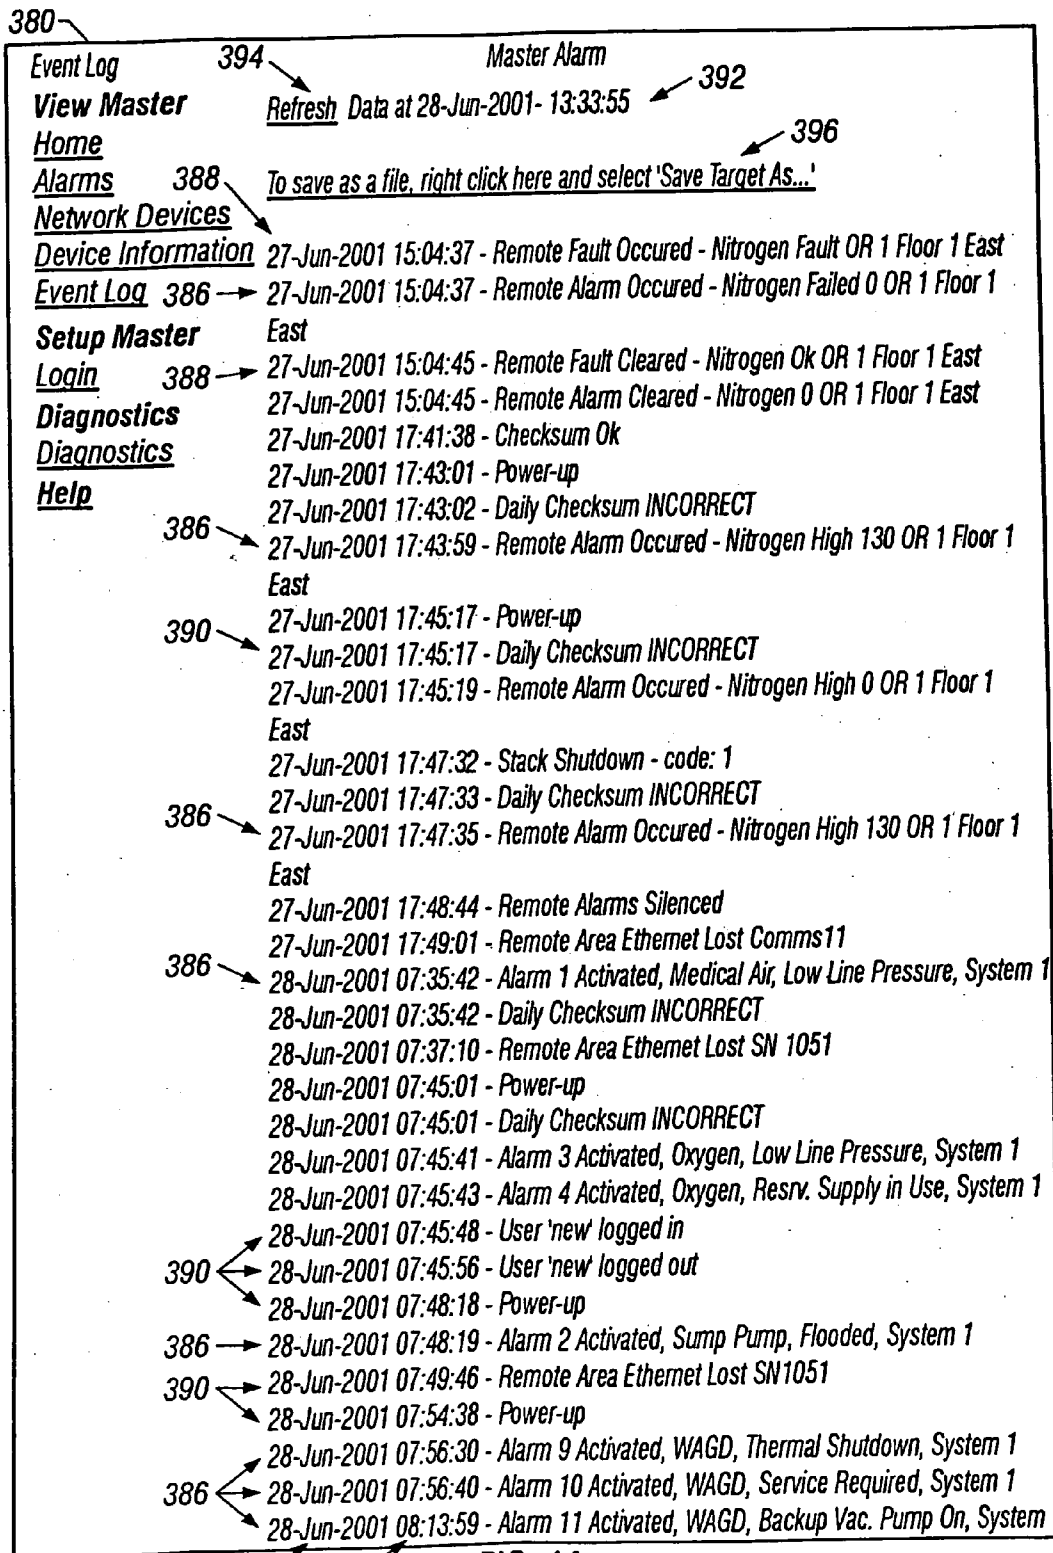 380
Event Log 394 Master Alarm
View Master Refresh Data at 28-Jun-2001- 13:33:55 392
Home 396
Alarms 388 To save as a file, right click here and select 'Save Target As...'
Network Devices
Device Information 27-Jun-2001 15:04:37 - Remote Fault Occured - Nitrogen Fault OR 1 Floor 1 East
Event Log 386 27-Jun-2001 15:04:37 - Remote Alarm Occured - Nitrogen Failed 0 OR 1 Floor 1
Setup Master East
Login 388 27-Jun-2001 15:04:45 - Remote Fault Cleared - Nitrogen Ok OR 1 Floor 1 East
Diagnostics 27-Jun-2001 15:04:45 - Remote Alarm Cleared - Nitrogen 0 OR 1 Floor 1 East
Diagnostics 27-Jun-2001 17:41:38 - Checksum Ok
Help 27-Jun-2001 17:43:01 - Power-up
27-Jun-2001 17:43:02 - Daily Checksum INCORRECT
386 27-Jun-2001 17:43:59 - Remote Alarm Occured - Nitrogen High 130 OR 1 Floor 1
East
27-Jun-2001 17:45:17 - Power-up
390 27-Jun-2001 17:45:17 - Daily Checksum INCORRECT
27-Jun-2001 17:45:19 - Remote Alarm Occured - Nitrogen High 0 OR 1 Floor 1
East
27-Jun-2001 17:47:32 - Stack Shutdown - code: 1
27-Jun-2001 17:47:33 - Daily Checksum INCORRECT
386 27-Jun-2001 17:47:35 - Remote Alarm Occured - Nitrogen High 130 OR 1 Floor 1
East
27-Jun-2001 17:48:44 - Remote Alarms Silenced
27-Jun-2001 17:49:01 - Remote Area Ethernet Lost Comms11
386 28-Jun-2001 07:35:42 - Alarm 1 Activated, Medical Air, Low Line Pressure, System 1
28-Jun-2001 07:35:42 - Daily Checksum INCORRECT
28-Jun-2001 07:37:10 - Remote Area Ethernet Lost SN 1051
28-Jun-2001 07:45:01 - Power-up
28-Jun-2001 07:45:01 - Daily Checksum INCORRECT
28-Jun-2001 07:45:41 - Alarm 3 Activated, Oxygen, Low Line Pressure, System 1
28-Jun-2001 07:45:43 - Alarm 4 Activated, Oxygen, Resrv. Supply in Use, System 1
28-Jun-2001 07:45:48 - User 'new' logged in
390 28-Jun-2001 07:45:56 - User 'new' logged out
28-Jun-2001 07:48:18 - Power-up
386 28-Jun-2001 07:48:19 - Alarm 2 Activated, Sump Pump, Flooded, System 1
390 28-Jun-2001 07:49:46 - Remote Area Ethernet Lost SN1051
28-Jun-2001 07:54:38 - Power-up
28-Jun-2001 07:56:30 - Alarm 9 Activated, WAGD, Thermal Shutdown, System 1
386 28-Jun-2001 07:56:40 - Alarm 10 Activated, WAGD, Service Required, System 1
28-Jun-2001 08:13:59 - Alarm 11 Activated, WAGD, Backup Vac. Pump On, System